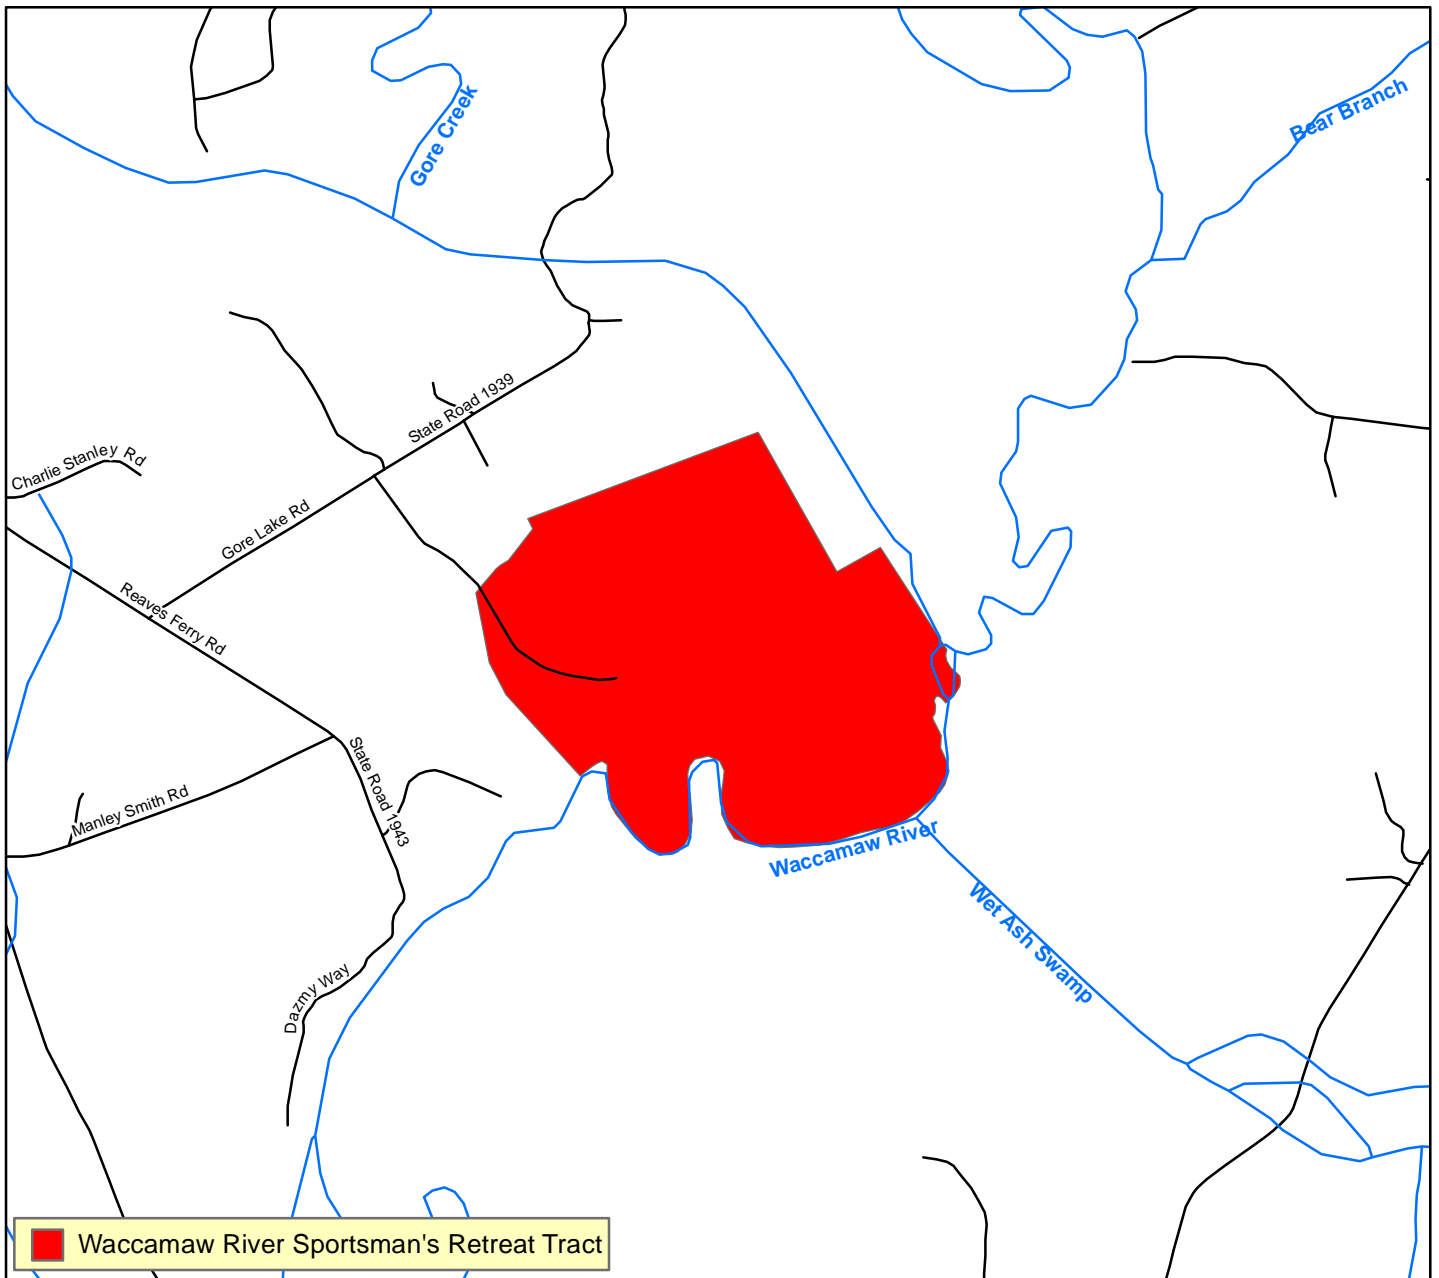 Gore Creek
Bear Branch
State Road 1939
Charlie Stanley Rd
Gore Lake Rd
Reaves Ferry Rd
State Road 1943
Manley Smith Rd
Waccamaw River
Wet Ash Swamp
Dazmy Way
Waccamaw River Sportsman's Retreat Tract